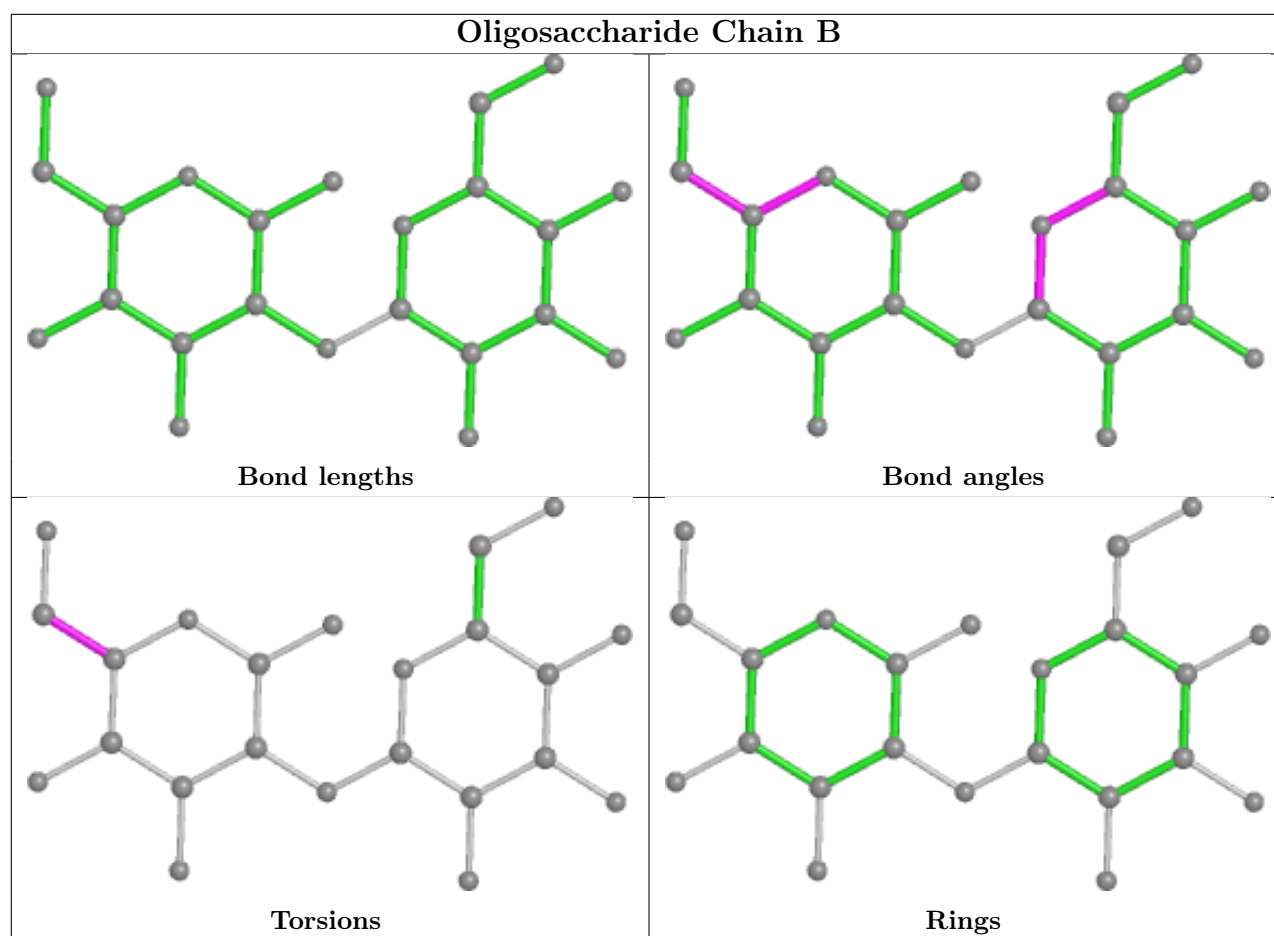 Oligosaccharide Chain B
Bond lengths
Bond angles
Torsions
Rings